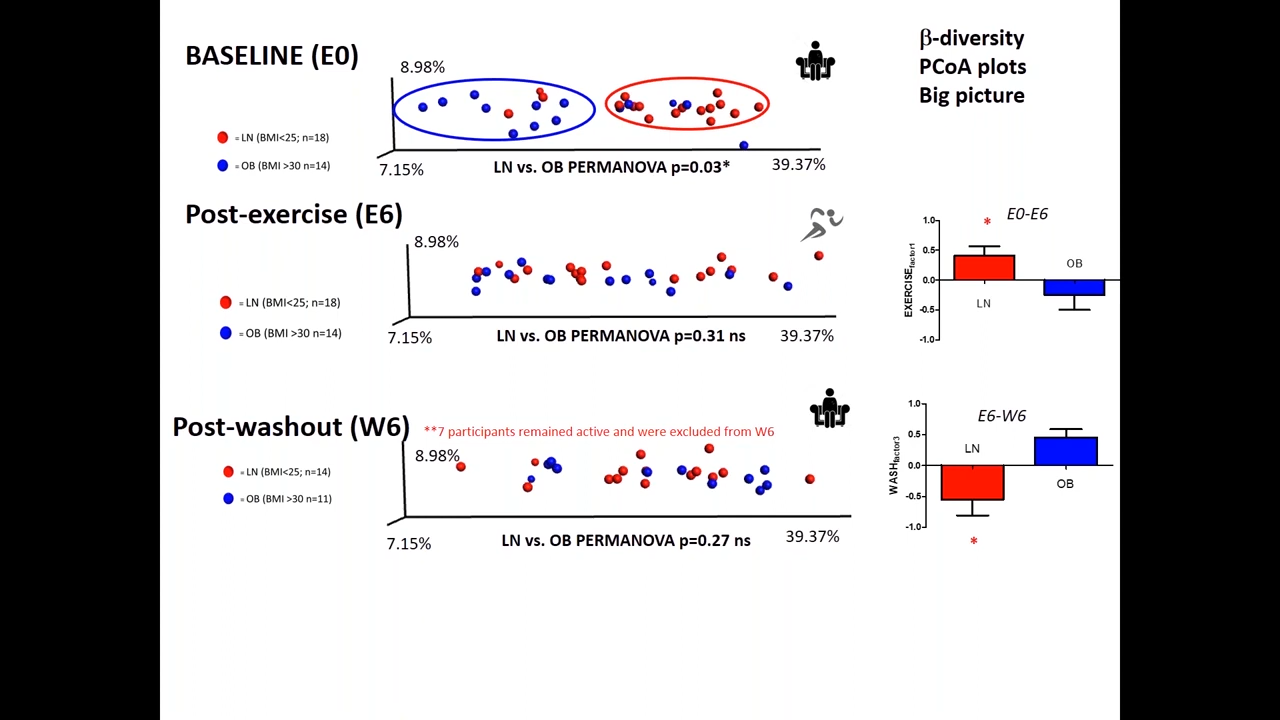 BASELINE (E0)
β-diversity
PCoA plots
Big picture
8.98%
= LN (BMI<25; n=18)
= OB (BMI >30 n=14)
7.15%
LN vs. OB PERMANOVA p=0.03*
39.37%
Post-exercise (E6)
8.98%
= LN (BMI<25; n=18)
= OB (BMI >30 n=14)
7.15%
LN vs. OB PERMANOVA p=0.31 ns
39.37%
E0-E6
*
1.0
0.5
0.0
-0.5
-1.0
EXERCISEfactor1
OB
LN
Post-washout (W6)
**7 participants remained active and were excluded from W6
8.98%
= LN (BMI<25; n=14)
= OB (BMI >30 n=11)
7.15%
LN vs. OB PERMANOVA p=0.27 ns
39.37%
E6-W6
1.0
0.5
0.0
-0.5
-1.0
WASHfactor3
LN
OB
*